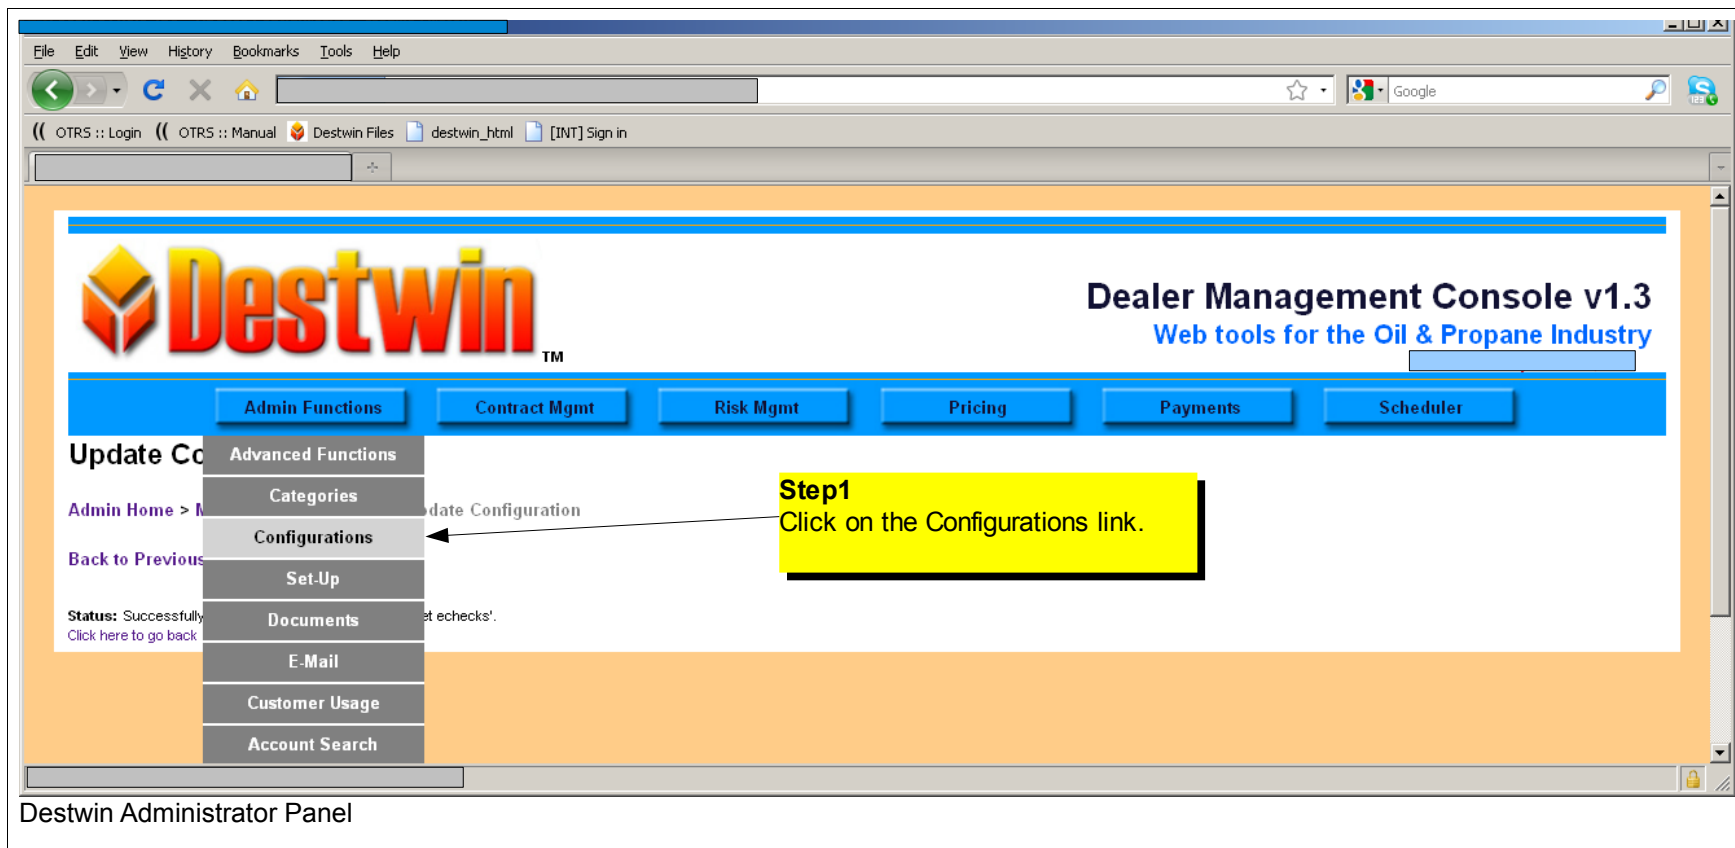 File Edit View History Bookmarks Tools Help
Google
OTRS :: Login OTRS :: Manual Destwin Files destwin_html [INT] Sign in
Destwin TM
Dealer Management Console v1.3
Web tools for the Oil & Propane Industry
Admin Functions Contract Mgmt Risk Mgmt Pricing Payments Scheduler
Update Co
Advanced Functions
Categories
Admin Home > date Configuration
Configurations
Back to Previous
Set-Up
Status: Successfully et echecks'.
Documents
Click here to go back
E-Mail
Customer Usage
Account Search
Step1
Click on the Configurations link.
Destwin Administrator Panel